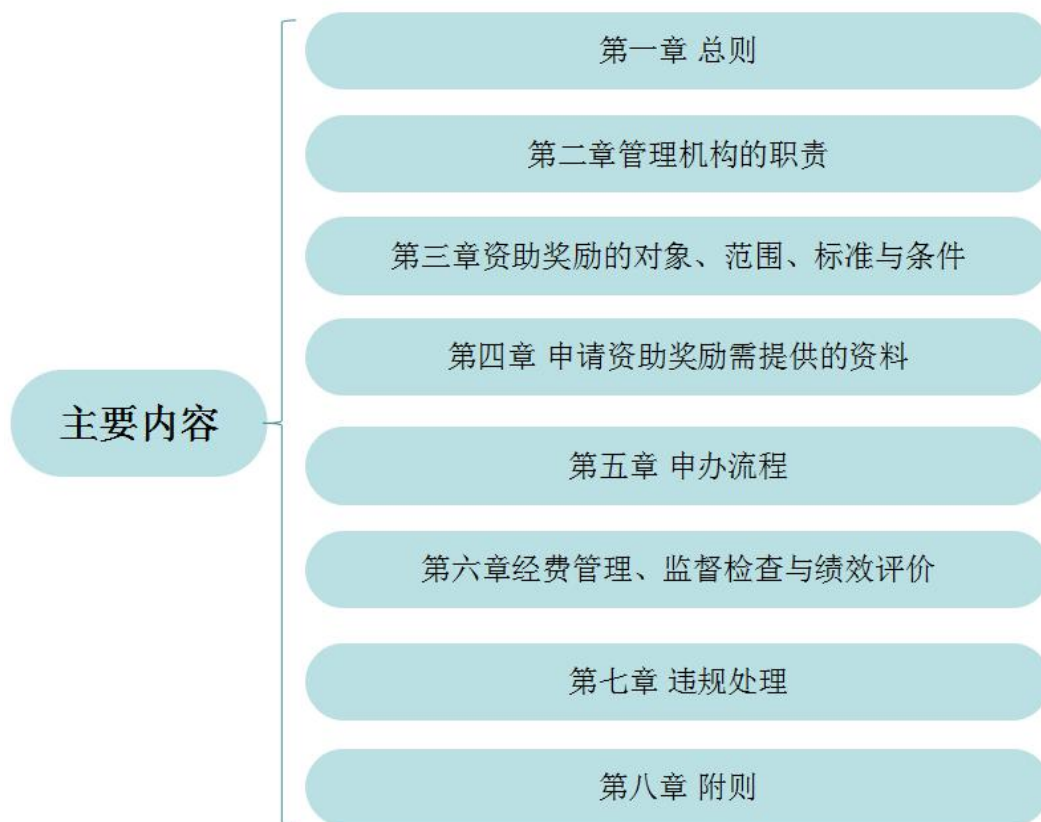 主要内容
第一章 总则
第二章管理机构的职责
第三章资助奖励的对象、范围、标准与条件
第四章 申请资助奖励需提供的资料
第五章 申办流程
第六章经费管理、监督检查与绩效评价
第七章 违规处理
第八章 附则